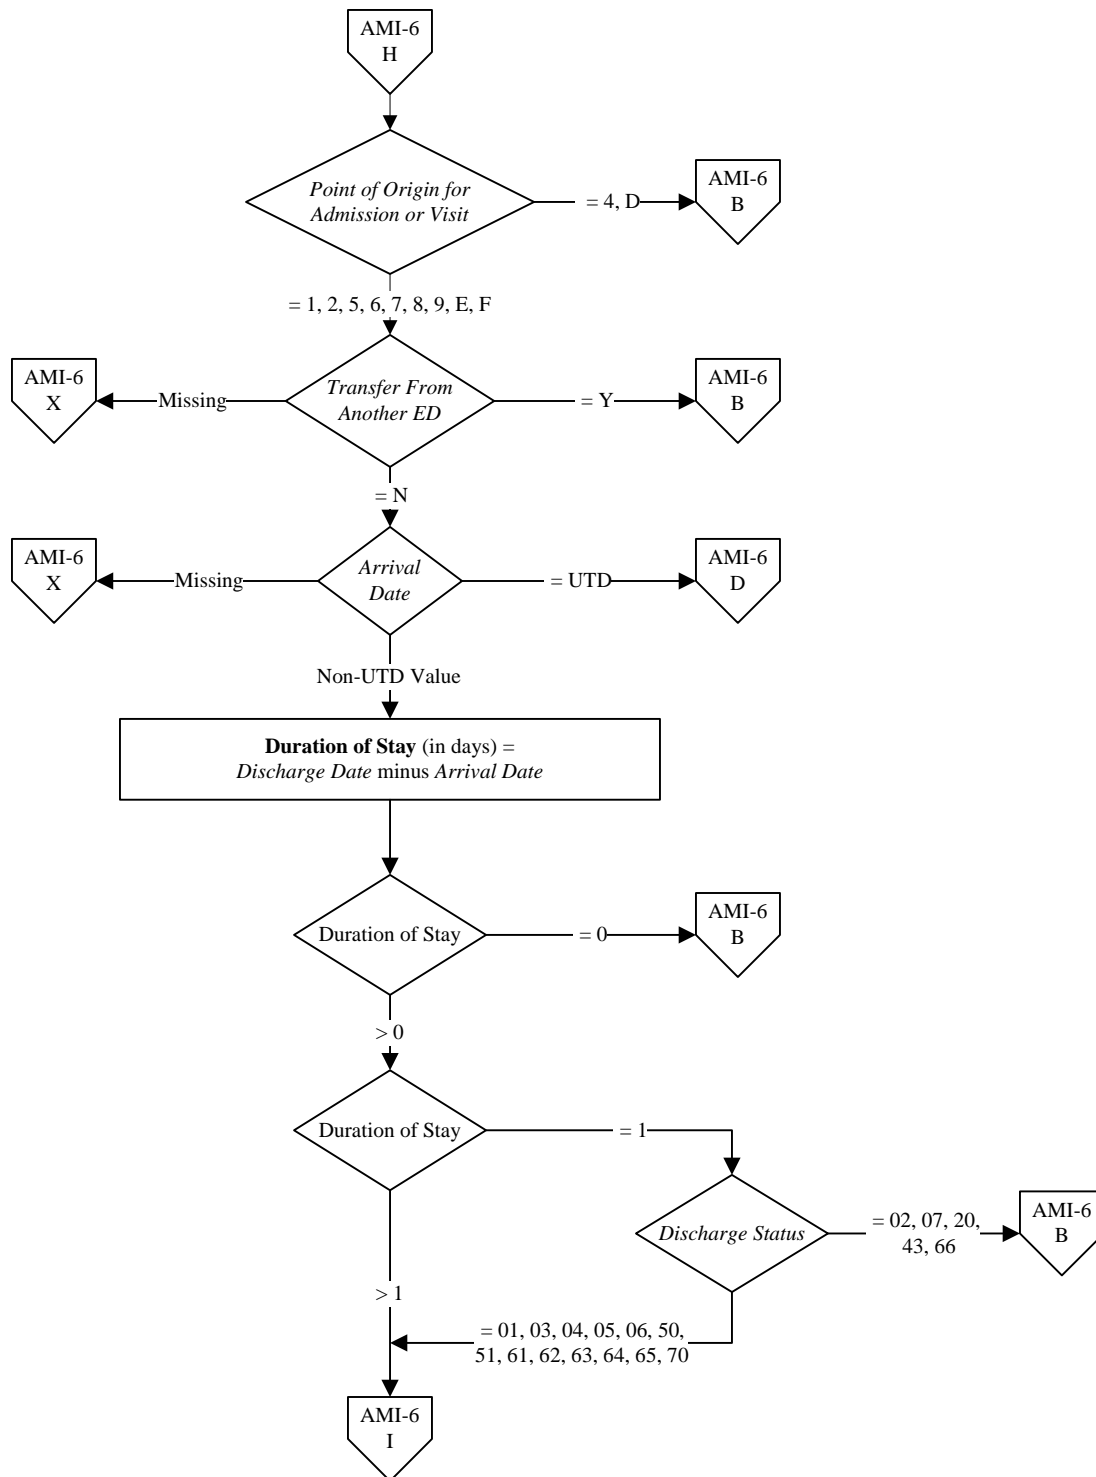 AMI-6
H
Point of Origin for
Admission or Visit
= 4, D
AMI-6
B
= 1, 2, 5, 6, 7, 8, 9, E, F
AMI-6
X
Missing
Transfer From
Another ED
= Y
AMI-6
B
= N
AMI-6
X
Missing
Arrival
Date
= UTD
AMI-6
D
Non-UTD Value
Duration of Stay (in days) =
Discharge Date minus Arrival Date
Duration of Stay
= 0
AMI-6
B
> 0
Duration of Stay
= 1
Discharge Status
= 02, 07, 20,
43, 66
AMI-6
B
> 1
= 01, 03, 04, 05, 06, 50,
51, 61, 62, 63, 64, 65, 70
AMI-6
I